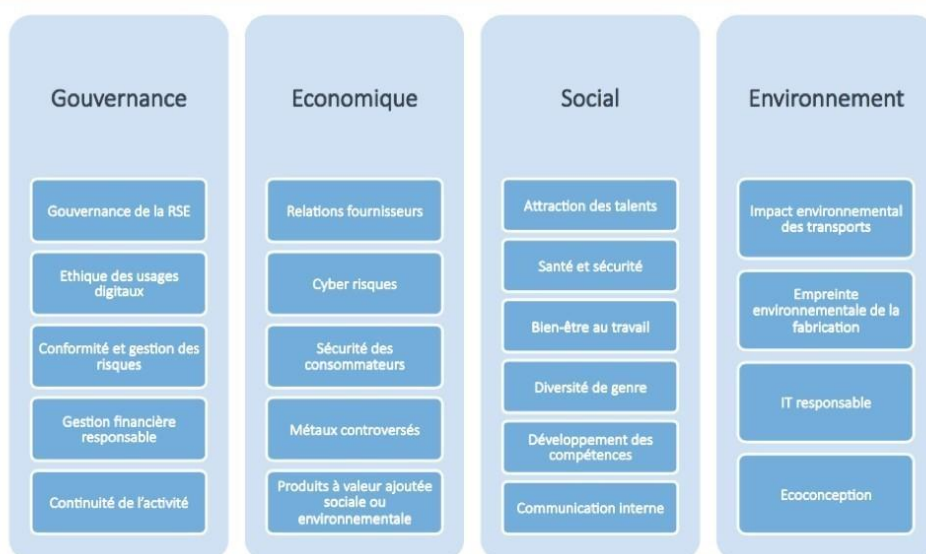 Gouvernance
Gouvernance de la RSE
Ethique des usages
digitaux
Conformité et gestion des
risques
Gestion financière
responsable
Continuité de l'activité
Economique
Relations fournisseurs
Cyber risques
Sécurité des
consommateurs
Métaux controversés
Produits à valeur ajoutée
sociale ou
environnementale
Social
Attraction des talents
Santé et sécurité
Bien-être au travail
Diversité de genre
Développement des
compétences
Communication interne
Environnement
Impact environnemental
des transports
Empreinte
environnementale de la
fabrication
IT responsable
Ecoconception